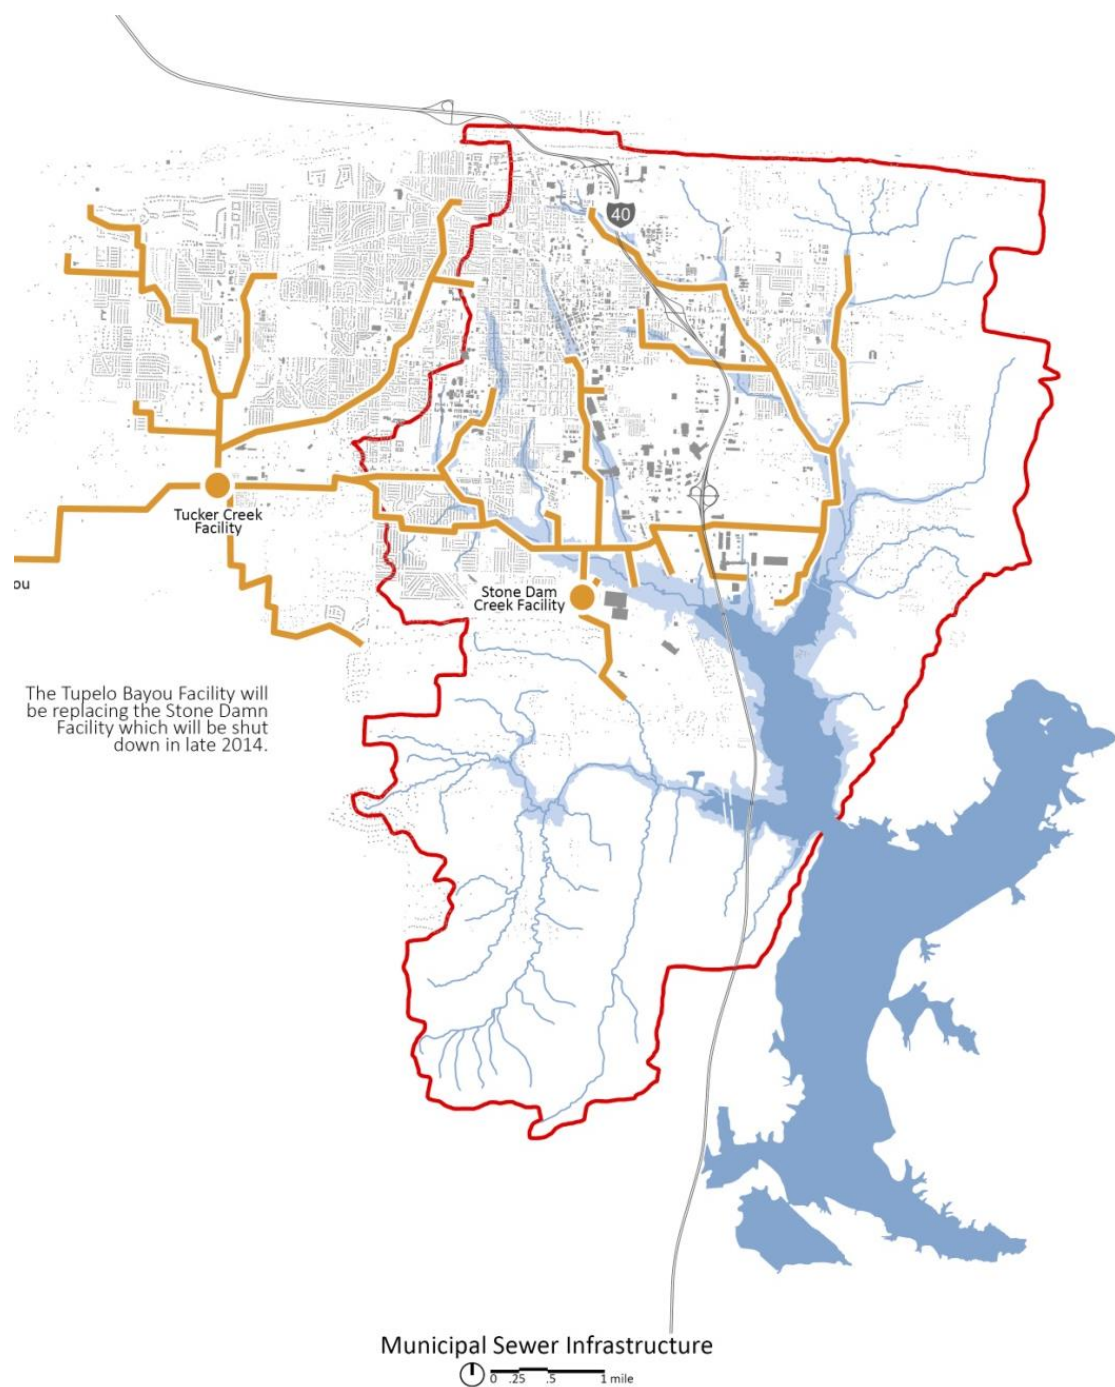 40
Tucker Creek
Facility
ou
Stone Dam
Creek Facility
The Tupelo Bayou Facility will
be replacing the Stone Damn
Facility which will be shut
down in late 2014.
Municipal Sewer Infrastructure
0 .25 .5 1 mile